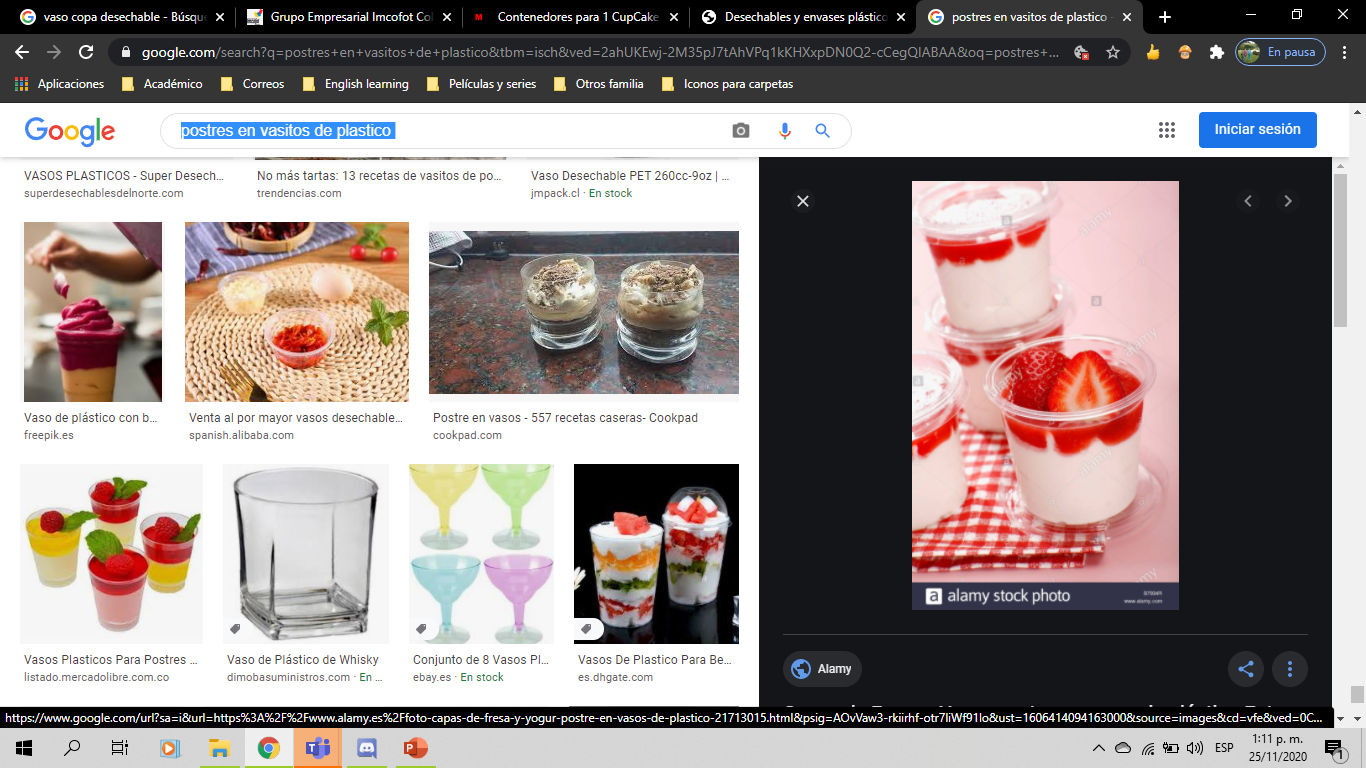 vaso copa desechable - Búsqu
Grupo Empresarial Imcofot Col
Contenedores para 1 CupCake
Desechables y envases plástico
postres en vasitos de plastico -
google.com/search?q=postres+en+vasitos+de+plastico&tbm=isch&ved=2ahUKEwj-2M35pJ7tAhVPq1kKHXxpDN0Q2-cCegQIABAA&oq=postres+...
En pausa
Aplicaciones
Académico
Correos
English learning
Películas y series
Otros familia
Iconos para carpetas
Google
postres en vasitos de plastico
Iniciar sesión
VASOS PLASTICOS - Super Desech...
superdesechablesdelnorte.com
No más tartas: 13 recetas de vasitos de po...
trendencias.com
Vaso Desechable PET 260cc-9oz | ...
jmpack.cl · En stock
Vaso de plástico con b...
freepik.es
Venta al por mayor vasos desechable...
spanish.alibaba.com
Postre en vasos - 557 recetas caseras- Cookpad
cookpad.com
Vasos Plasticos Para Postres ...
listado.mercadolibre.com.co
Vaso de Plástico de Whisky
dimobasuministros.com · En ...
Conjunto de 8 Vasos Pl...
ebay.es · En stock
Vasos De Plastico Para Be...
es.dhgate.com
alamy
a alamy stock photo
www.alamy.com
Alamy
https://www.google.com/url?sa=i&url=https%3A%2F%2Fwww.alamy.es%2Ffoto-capas-de-fresa-y-yogur-postre-en-vasos-de-plastico-21713015.html&psig=AOvVaw3-rkiirhf-otr7liWf91lo&ust=1606414094163000&source=images&cd=vfe&ved=0C...
ESP
1:11 p. m.
25/11/2020
1